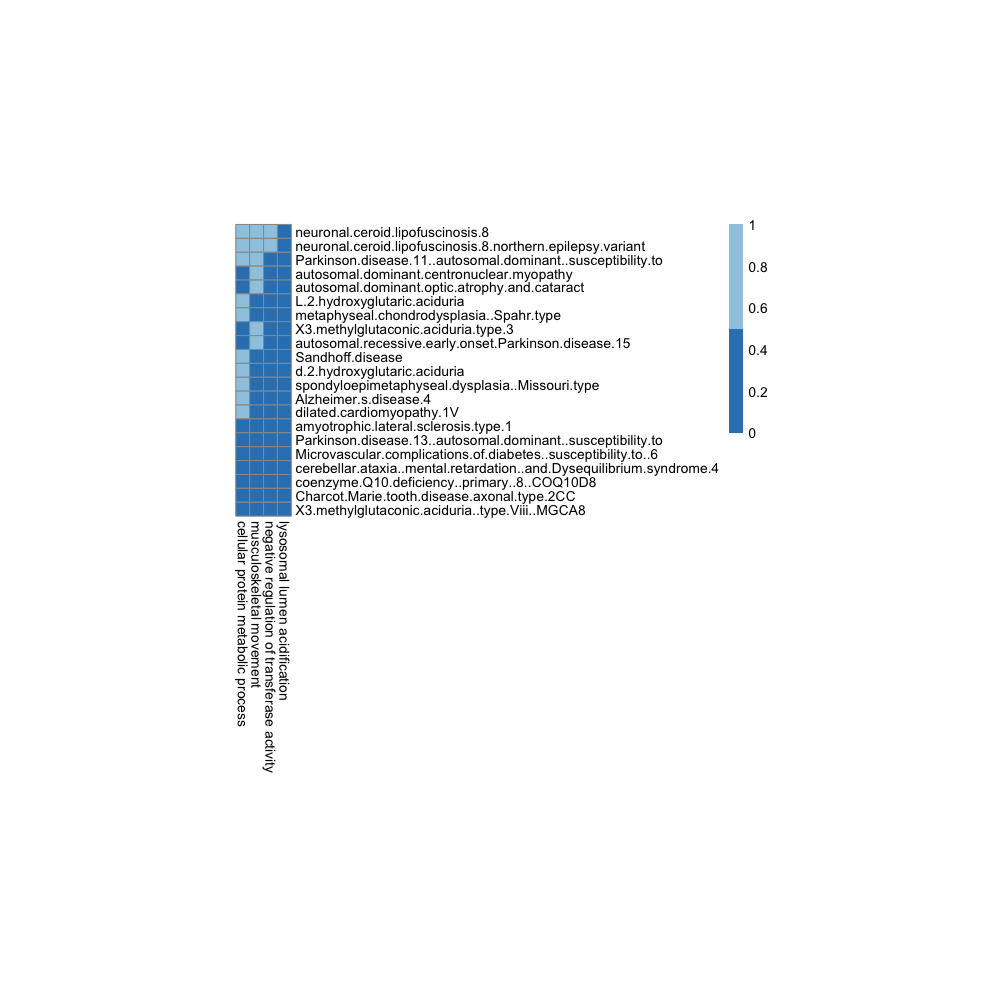 neuronal.ceroid.lipofuscinosis.8
neuronal.ceroid.lipofuscinosis.8.northern.epilepsy.variant
Parkinson.disease.11..autosomal.dominant..susceptibility.to
autosomal.dominant.centronuclear.myopathy
autosomal.dominant.optic.atrophy.and.cataract
L.2.hydroxyglutaric.aciduria
metaphyseal.chondrodysplasia..Spahr.type
X3.methylglutaconic.aciduria.type.3
autosomal.recessive.early.onset.Parkinson.disease.15
Sandhoff.disease
d.2.hydroxyglutaric.aciduria
spondyloepimetaphyseal.dysplasia..Missouri.type
Alzheimer.s.disease.4
dilated.cardiomyopathy.1V
amyotrophic.lateral.sclerosis.type.1
Parkinson.disease.13..autosomal.dominant..susceptibility.to
Microvascular.complications.of.diabetes..susceptibility.to..6
cerebellar.ataxia..mental.retardation..and.Dysequilibrium.syndrome.4
coenzyme.Q10.deficiency..primary..8..COQ10D8
Charcot.Marie.tooth.disease.axonal.type.2CC
X3.methylglutaconic.aciduria..type.Viii..MGCA8
1
0.8
0.6
0.4
0.2
0
cellular protein metabolic process
musculoskeletal movement
negative regulation of transferase activity
lysosomal lumen acidification